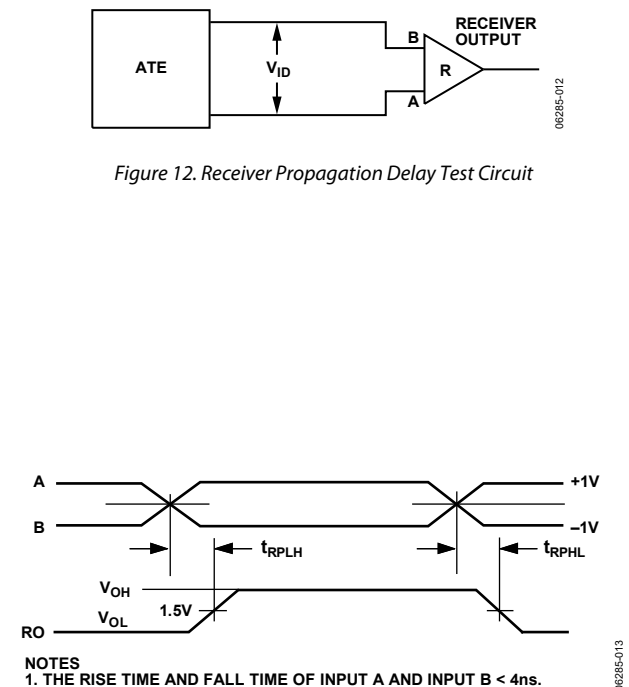 RECEIVER
OUTPUT
B
ATE
V_ID
R
A
06285-012
Figure 12. Receiver Propagation Delay Test Circuit
A
+1V
B
–1V
t_RPLH
t_RPHL
V_OH
1.5V
V_OL
RO
06285-013
NOTES
1. THE RISE TIME AND FALL TIME OF INPUT A AND INPUT B < 4ns.